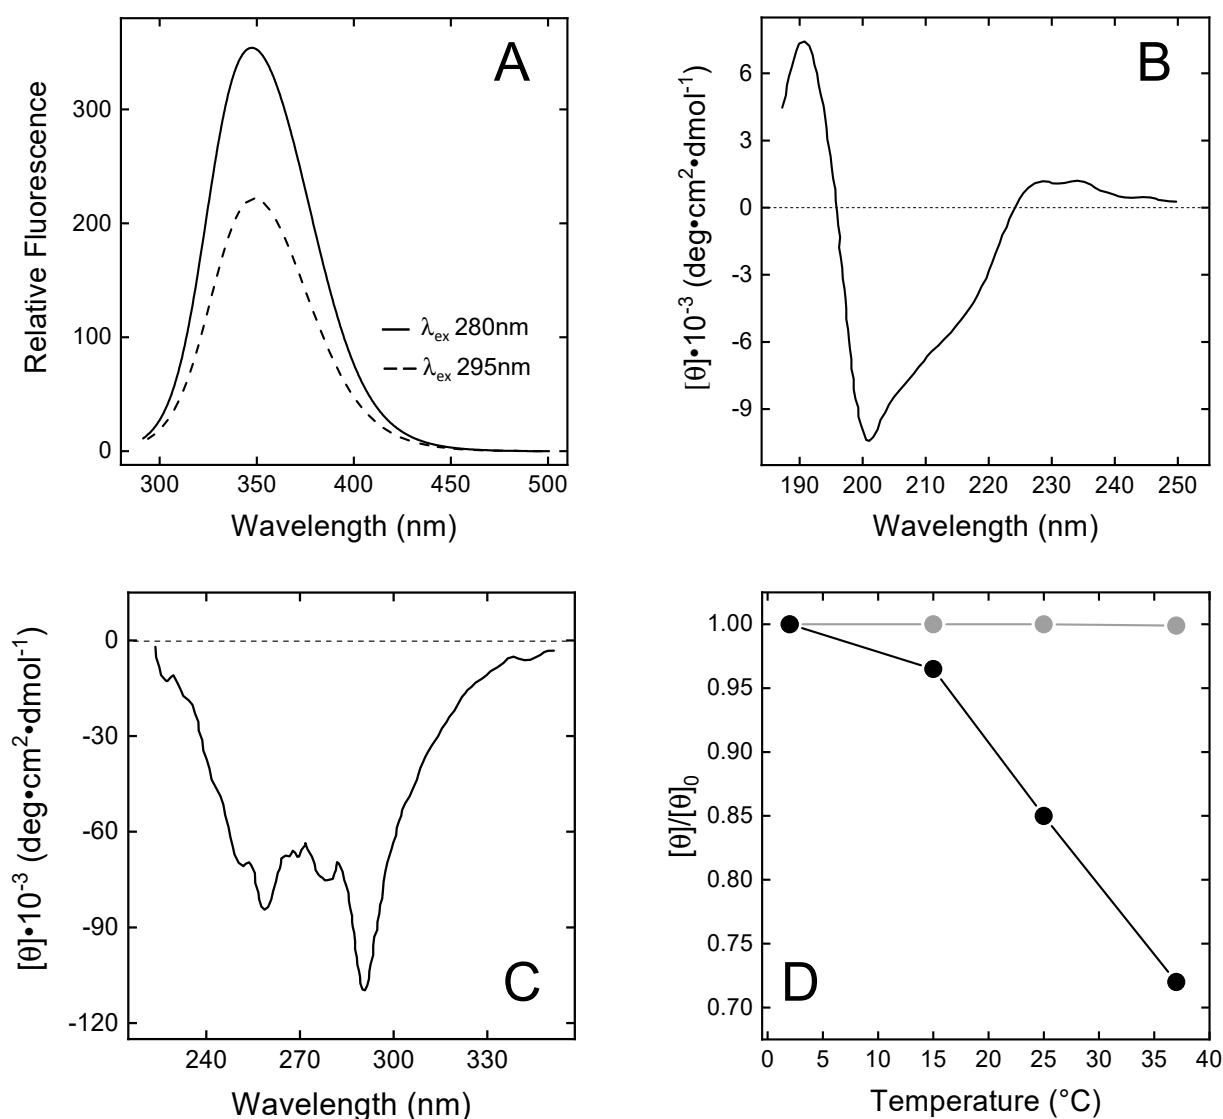 A
Relative Fluorescence
300
200
100
0
λex 280nm
λex 295nm
300 350 400 450 500
Wavelength (nm)
B
[θ]•10-3 (deg•cm2•dmol-1)
6
3
0
-3
-6
-9
190 200 210 220 230 240 250
Wavelength (nm)
C
[θ]•10-3 (deg•cm2•dmol-1)
0
-30
-60
-90
-120
240 270 300 330
Wavelength (nm)
D
[θ]/[θ]0
1.00
0.95
0.90
0.85
0.80
0.75
0.70
0 5 10 15 20 25 30 35 40
Temperature (°C)